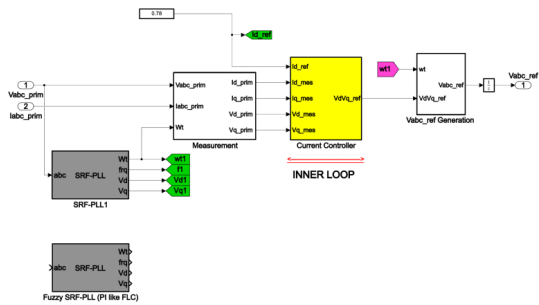 0.78
Id_ref
1
Vabc_prim
2
Iabc_prim
Vabc_prim
Iabc_prim
Wt
Id_prim
Iq_prim
Vd_prim
Vq_prim
Measurement
Id_ref
Id_mes
Iq_mes
Vd_mes
Vq_mes
VdVq_ref
Current Controller
INNER LOOP
wt1
wt
Vabc_ref
VdVq_ref
Vabc_ref Generation
Vabc_ref
1
abc
SRF-PLL
Wt
frq
Vd
Vq
SRF-PLL1
wt1
f1
Vd1
Vq1
abc
SRF-PLL
Wt
frq
Vd
Vq
Fuzzy SRF-PLL (PI like FLC)